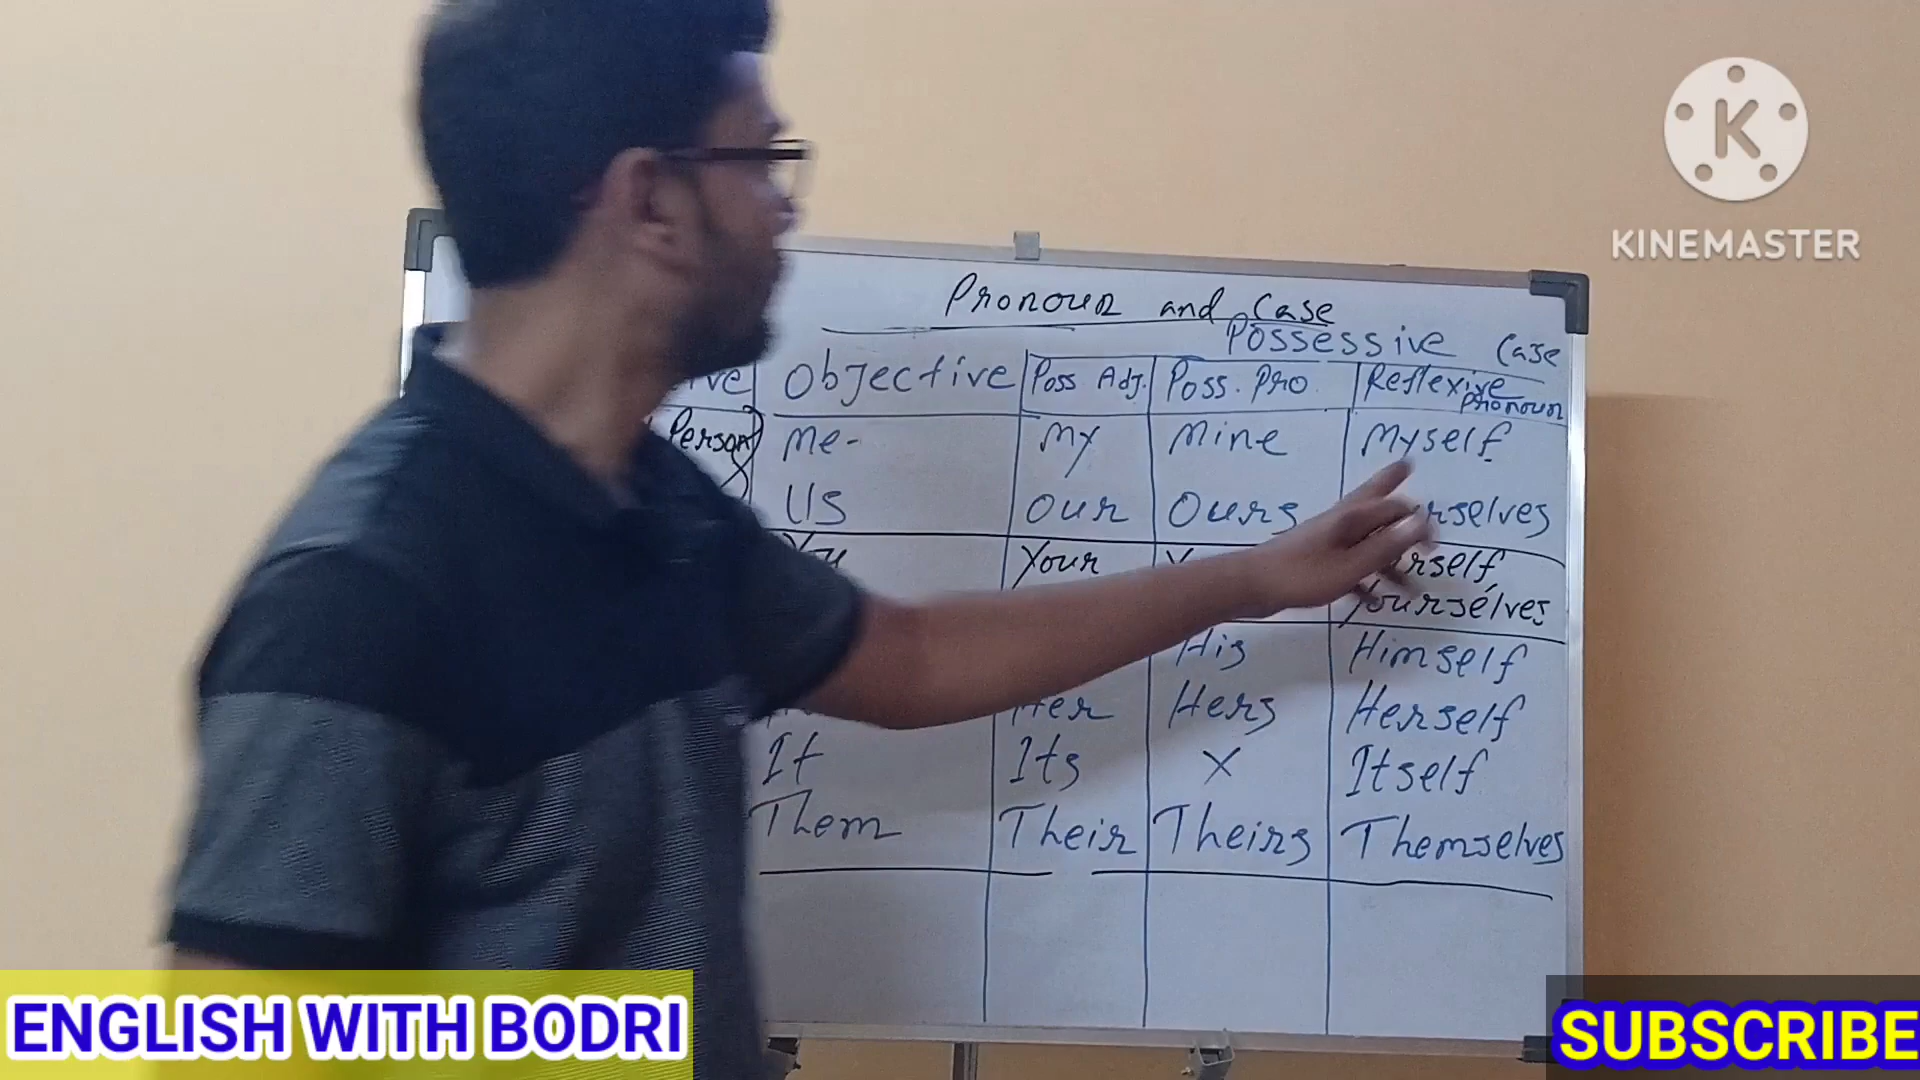 K
KINEMASTER
Pronoun and Case
Possessive Case
Objective Poss Adj. Poss. Pro. Reflexive Pronoun
Person Me- My Mine Myself
Us Our Ours
Your
Yourselves
His Himself
Her Hers Herself
It Its X Itself
Them Their Theirs Themselves
ENGLISH WITH BODRI
SUBSCRIBE